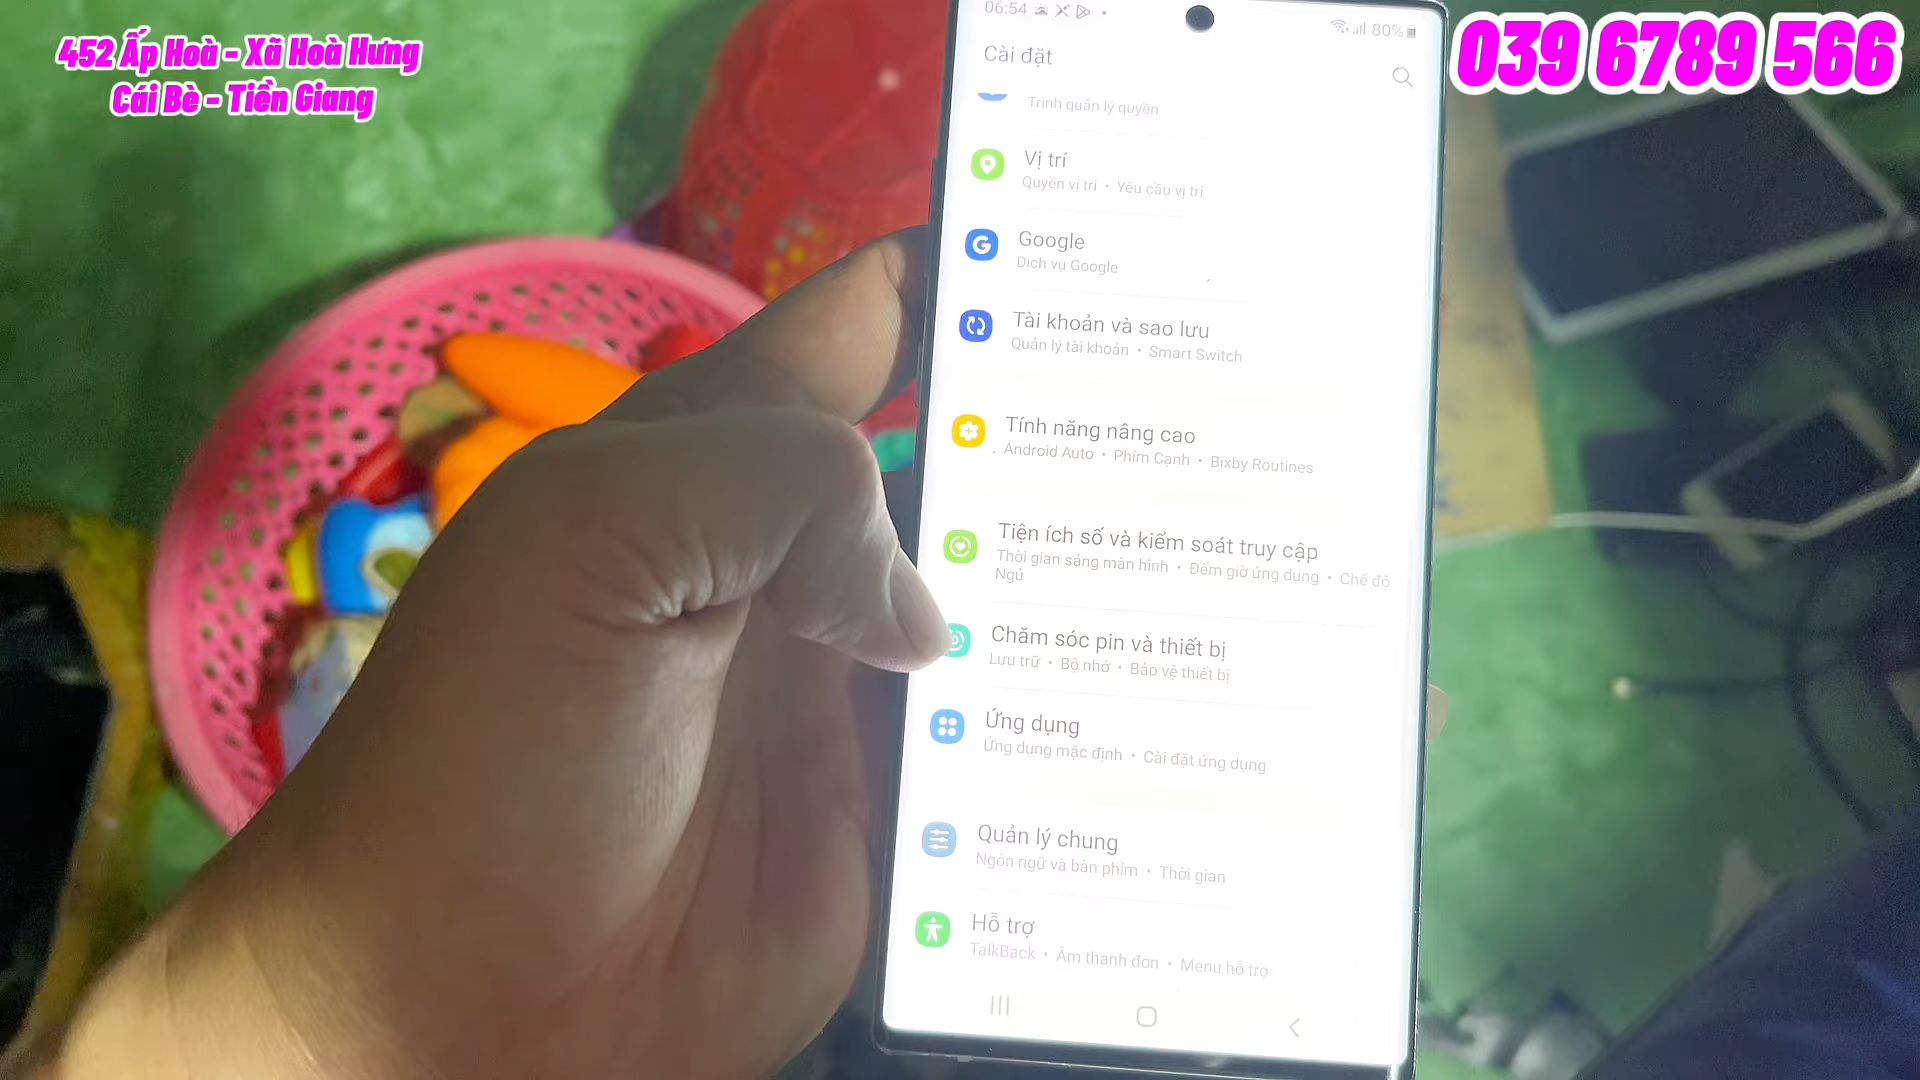 452 Ấp Hoà - Xã Hoà Hưng
Cái Bè - Tiền Giang
039 6789 566
06:54
80%
Cài đặt
Trình quản lý quyền
Vị trí
Quyền vị trí • Yêu cầu vị trí
Google
Dịch vụ Google
Tài khoản và sao lưu
Quản lý tài khoản • Smart Switch
Tính năng nâng cao
Android Auto • Phím Cạnh • Bixby Routines
Tiện ích số và kiểm soát truy cập
Thời gian sáng màn hình • Đếm giờ ứng dụng • Chế độ
Ngủ
Chăm sóc pin và thiết bị
Lưu trữ • Bộ nhớ • Bảo vệ thiết bị
Ứng dụng
Ứng dụng mặc định • Cài đặt ứng dụng
Quản lý chung
Ngôn ngữ và bàn phím • Thời gian
Hỗ trợ
TalkBack • Âm thanh đơn • Menu hỗ trợ